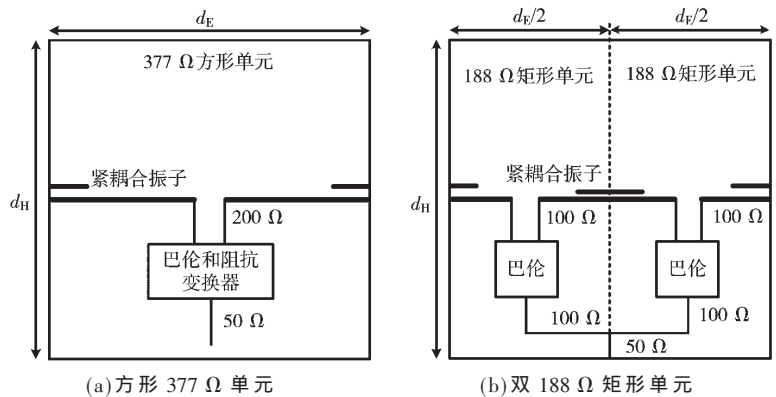 d_E
377 Ω方形单元
紧耦合振子
d_H
200 Ω
巴伦和阻抗
变换器
50 Ω
(a)方形 377 Ω 单元
d_E/2
d_E/2
188 Ω矩形单元
188 Ω矩形单元
紧耦合振子
d_H
100 Ω
100 Ω
巴伦
巴伦
100 Ω
100 Ω
50 Ω
(b)双 188 Ω 矩形单元